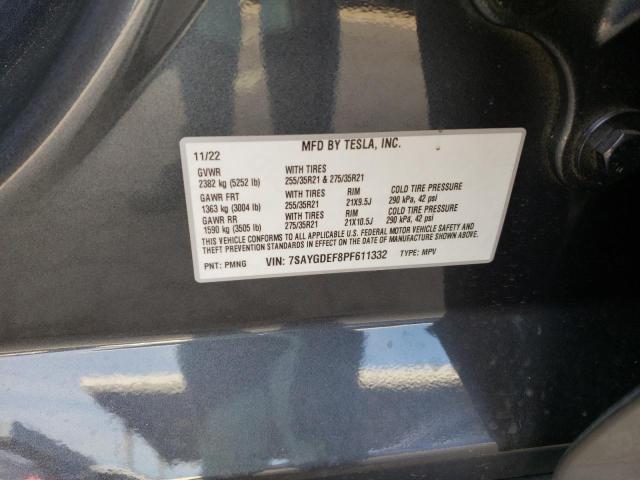 MFD BY TESLA, INC.
11/22
GVWR WITH TIRES
2382 kg (5252 lb) 255/35R21 & 275/35R21
GAWR FRT WITH TIRES RIM COLD TIRE PRESSURE
1363 kg (3004 lb) 255/35R21 21X9.5J 290 kPa, 42 psi
GAWR RR WITH TIRES RIM COLD TIRE PRESSURE
1590 kg (3505 lb) 275/35R21 21X10.5J 290 kPa, 42 psi
THIS VEHICLE CONFORMS TO ALL APPLICABLE U.S. FEDERAL MOTOR VEHICLE SAFETY AND
THEFT PREVENTION STANDARDS IN EFFECT ON THE DATE OF MANUFACTURE SHOWN ABOVE.
PNT: PMNG VIN: 7SAYGDEF8PF611332 TYPE: MPV